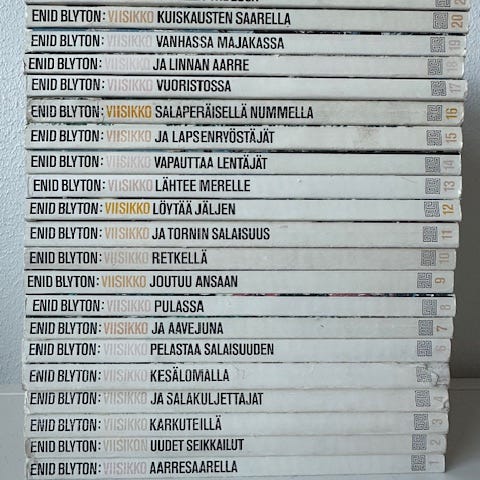 ENID BLYTON: VIISIKKO KUISKAUSTEN SAARELLA 20
ENID BLYTON: VIISIKKO VANHASSA MAJAKASSA 19
ENID BLYTON: VIISIKKO JA LINNAN AARRE 18
ENID BLYTON: VIISIKKO VUORISTOSSA 17
ENID BLYTON: VIISIKKO SALAPERÄISELLÄ NUMMELLA 16
ENID BLYTON: VIISIKKO JA LAPSENRYÖSTÄJÄT 15
ENID BLYTON: VIISIKKO VAPAUTTAA LENTÄJÄT 14
ENID BLYTON: VIISIKKO LÄHTEE MERELLE 13
ENID BLYTON: VIISIKKO LÖYTÄÄ JÄLJEN 12
ENID BLYTON: VIISIKKO JA TORNIN SALAISUUS 11
ENID BLYTON: VIISIKKO RETKELLÄ 10
ENID BLYTON: VIISIKKO JOUTUU ANSAAN 9
ENID BLYTON: VIISIKKO PULASSA 8
ENID BLYTON: VIISIKKO JA AAVEJUNA 7
ENID BLYTON: VIISIKKO PELASTAA SALAISUUDEN 6
ENID BLYTON: VIISIKKO KESÄLOMALLA
ENID BLYTON: VIISIKKO JA SALAKULJETTAJAT 4
ENID BLYTON: VIISIKKO KARKUTEILLÄ 3
ENID BLYTON: VIISIKON UUDET SEIKKAILUT 2
ENID BLYTON: VIISIKKO AARRESAARELLA 1